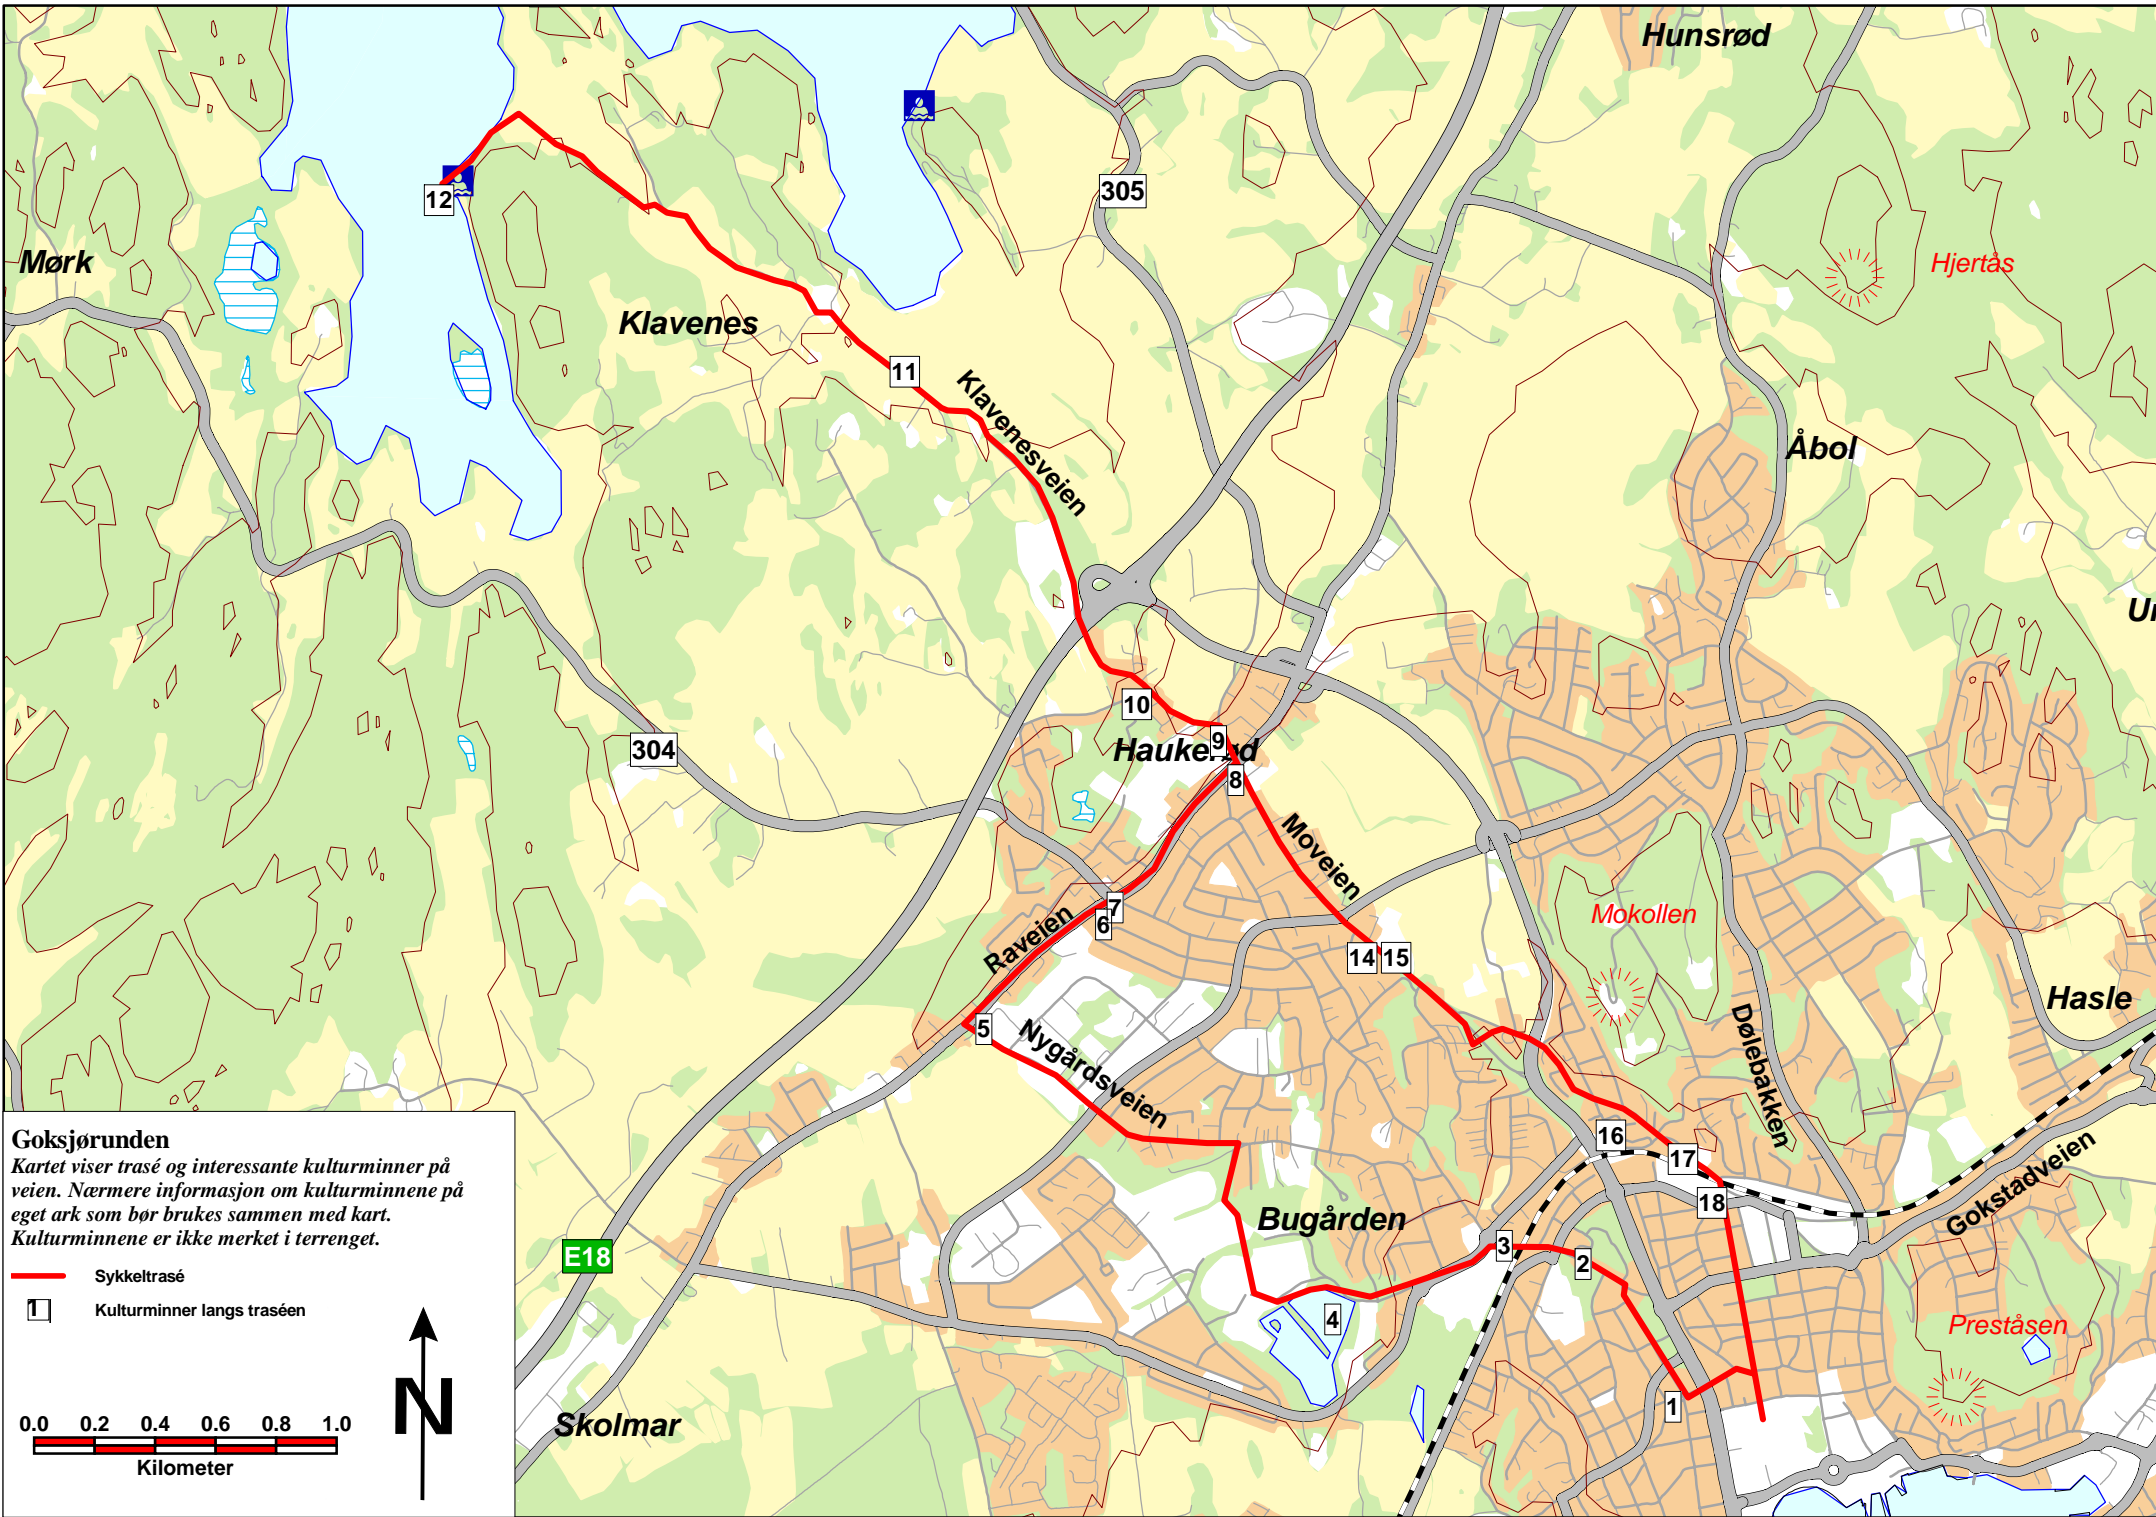 Hunsrød
305
12
Mørk
Hjertås
Klavenes
11
Klavenesveien
Åbol
10
304
9
8
Moveien
Mokollen
7
6
Raveien
14
15
Hasle
5
Nygårdsveien
Dølebakken
16
17
18
Gokstadveien
Bugården
3
2
4
Preståsen
1
E18
Skolmar
Goksjørunden
Kartet viser trasé og interessante kulturminner på
veien. Nærmere informasjon om kulturminnene på
eget ark som bør brukes sammen med kart.
Kulturminnene er ikke merket i terrenget.
Sykkeltrasé
1
Kulturminner langs traséen
N
0.0 0.2 0.4 0.6 0.8 1.0
Kilometer